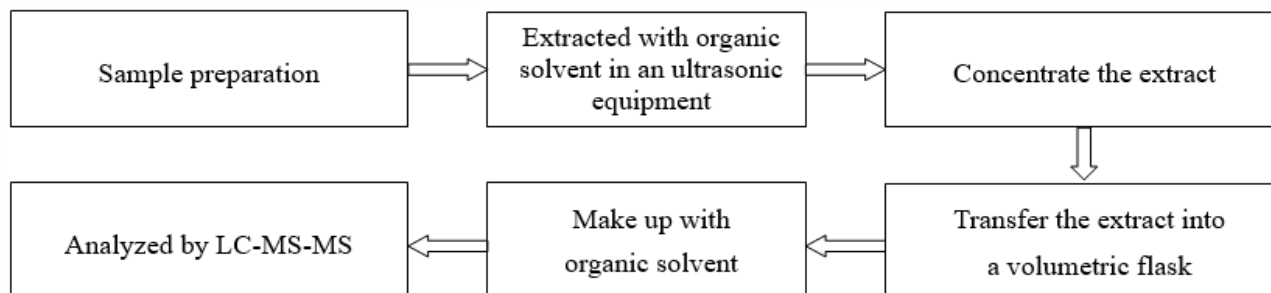 Sample preparation
Extracted with organic
solvent in an ultrasonic
equipment
Concentrate the extract
Transfer the extract into
a volumetric flask
Make up with
organic solvent
Analyzed by LC-MS-MS